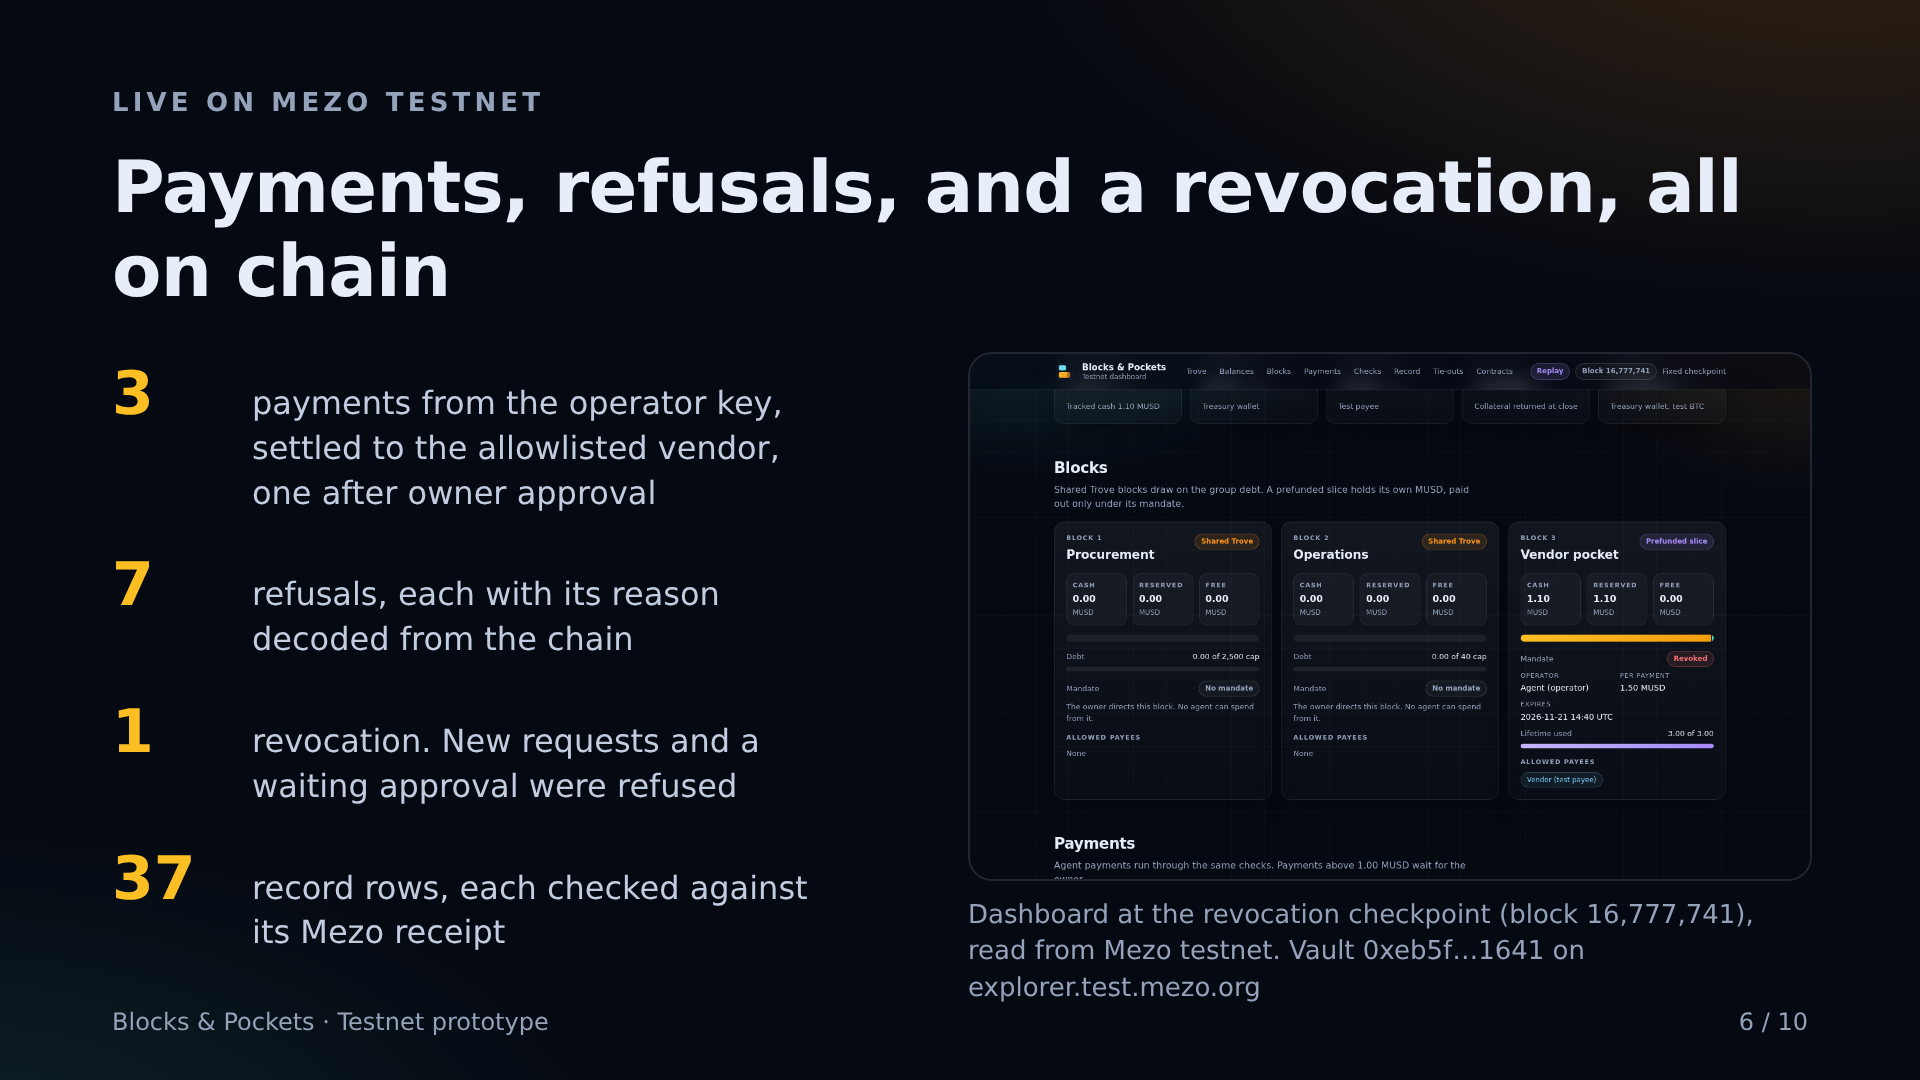 LIVE ON MEZO TESTNET
Payments, refusals, and a revocation, all
on chain
3
payments from the operator key,
settled to the allowlisted vendor,
one after owner approval
7
refusals, each with its reason
decoded from the chain
1
revocation. New requests and a
waiting approval were refused
37
record rows, each checked against
its Mezo receipt
Blocks & Pockets
Testnet dashboard
Trove Balances Blocks Payments Checks Record Tie-outs Contracts
Replay Block 16,777,741 Fixed checkpoint
Tracked cash 1.10 MUSD
Treasury wallet
Test payee
Collateral returned at close
Treasury wallet, test BTC
Blocks
Shared Trove blocks draw on the group debt. A prefunded slice holds its own MUSD, paid
out only under its mandate.
BLOCK 1
Procurement
Shared Trove
CASH
0.00
MUSD
RESERVED
0.00
MUSD
FREE
0.00
MUSD
Debt 0.00 of 2,500 cap
Mandate No mandate
The owner directs this block. No agent can spend
from it.
ALLOWED PAYEES
None
BLOCK 2
Operations
Shared Trove
CASH
0.00
MUSD
RESERVED
0.00
MUSD
FREE
0.00
MUSD
Debt 0.00 of 40 cap
Mandate No mandate
The owner directs this block. No agent can spend
from it.
ALLOWED PAYEES
None
BLOCK 3
Vendor pocket
Prefunded slice
CASH
1.10
MUSD
RESERVED
1.10
MUSD
FREE
0.00
MUSD
Mandate Revoked
OPERATOR
Agent (operator)
PER PAYMENT
1.50 MUSD
EXPIRES
2026-11-21 14:40 UTC
Lifetime used 3.00 of 3.00
ALLOWED PAYEES
Vendor (test payee)
Payments
Agent payments run through the same checks. Payments above 1.00 MUSD wait for the
Dashboard at the revocation checkpoint (block 16,777,741),
read from Mezo testnet. Vault 0xeb5f…1641 on
explorer.test.mezo.org
Blocks & Pockets · Testnet prototype
6 / 10